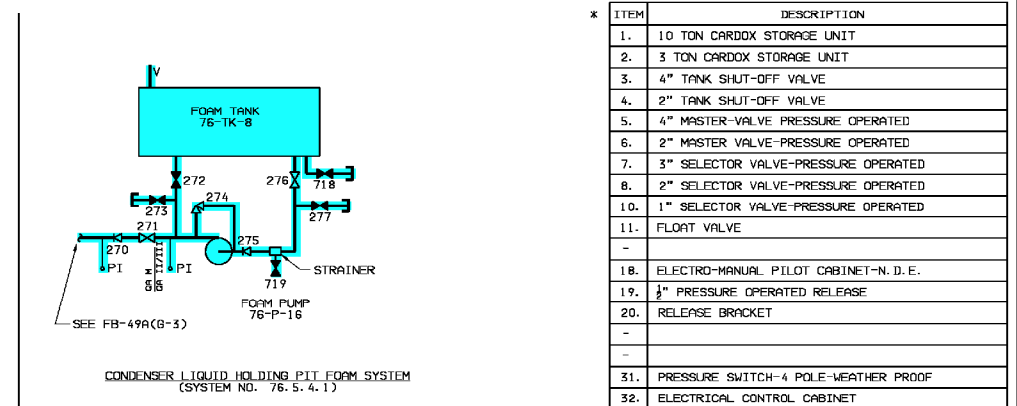 V
FOAM TANK
76-TK-8
272
276
718
273
274
277
271
270
275
PI
GA M
GA II/III
PI
STRAINER
719
FOAM PUMP
76-P-16
SEE FB-49A(G-3)
CONDENSER LIQUID HOLDING PIT FOAM SYSTEM
(SYSTEM NO. 76.5.4.1)
* ITEM DESCRIPTION
1. 10 TON CARDOX STORAGE UNIT
2. 3 TON CARDOX STORAGE UNIT
3. 4" TANK SHUT-OFF VALVE
4. 2" TANK SHUT-OFF VALVE
5. 4" MASTER-VALVE PRESSURE OPERATED
6. 2" MASTER VALVE-PRESSURE OPERATED
7. 3" SELECTOR VALVE-PRESSURE OPERATED
8. 2" SELECTOR VALVE-PRESSURE OPERATED
10. 1" SELECTOR VALVE-PRESSURE OPERATED
11. FLOAT VALVE
-
18. ELECTRO-MANUAL PILOT CABINET-N.D.E.
19. ½" PRESSURE OPERATED RELEASE
20. RELEASE BRACKET
-
-
31. PRESSURE SWITCH-4 POLE-WEATHER PROOF
32. ELECTRICAL CONTROL CABINET